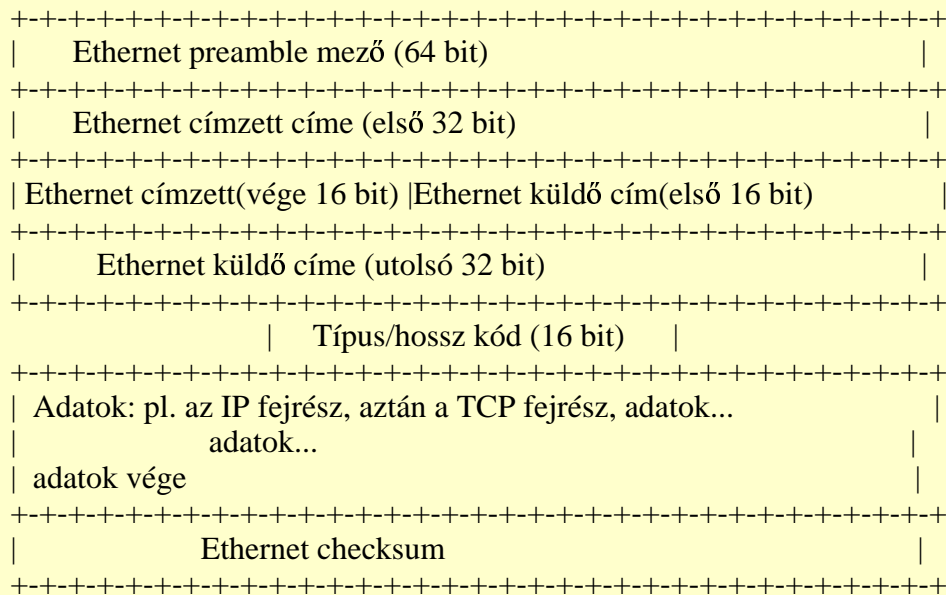 +-+-+-+-+-+-+-+-+-+-+-+-+-+-+-+-+-+-+-+-+-+-+-+-+-+-+-+-+-+-+-+-+
| Ethernet preamble mező (64 bit) |
+-+-+-+-+-+-+-+-+-+-+-+-+-+-+-+-+-+-+-+-+-+-+-+-+-+-+-+-+-+-+-+-+
| Ethernet címzett címe (első 32 bit) |
+-+-+-+-+-+-+-+-+-+-+-+-+-+-+-+-+-+-+-+-+-+-+-+-+-+-+-+-+-+-+-+-+
| Ethernet címzett(vége 16 bit) |Ethernet küldő cím(első 16 bit) |
+-+-+-+-+-+-+-+-+-+-+-+-+-+-+-+-+-+-+-+-+-+-+-+-+-+-+-+-+-+-+-+-+
| Ethernet küldő címe (utolsó 32 bit) |
+-+-+-+-+-+-+-+-+-+-+-+-+-+-+-+-+-+-+-+-+-+-+-+-+-+-+-+-+-+-+-+-+
| Típus/hossz kód (16 bit) |
+-+-+-+-+-+-+-+-+-+-+-+-+-+-+-+-+-+-+-+-+-+-+-+-+-+-+-+-+-+-+-+-+
| Adatok: pl. az IP fejrész, aztán a TCP fejrész, adatok... |
| adatok... |
| adatok vége |
+-+-+-+-+-+-+-+-+-+-+-+-+-+-+-+-+-+-+-+-+-+-+-+-+-+-+-+-+-+-+-+-+
| Ethernet checksum |
+-+-+-+-+-+-+-+-+-+-+-+-+-+-+-+-+-+-+-+-+-+-+-+-+-+-+-+-+-+-+-+-+